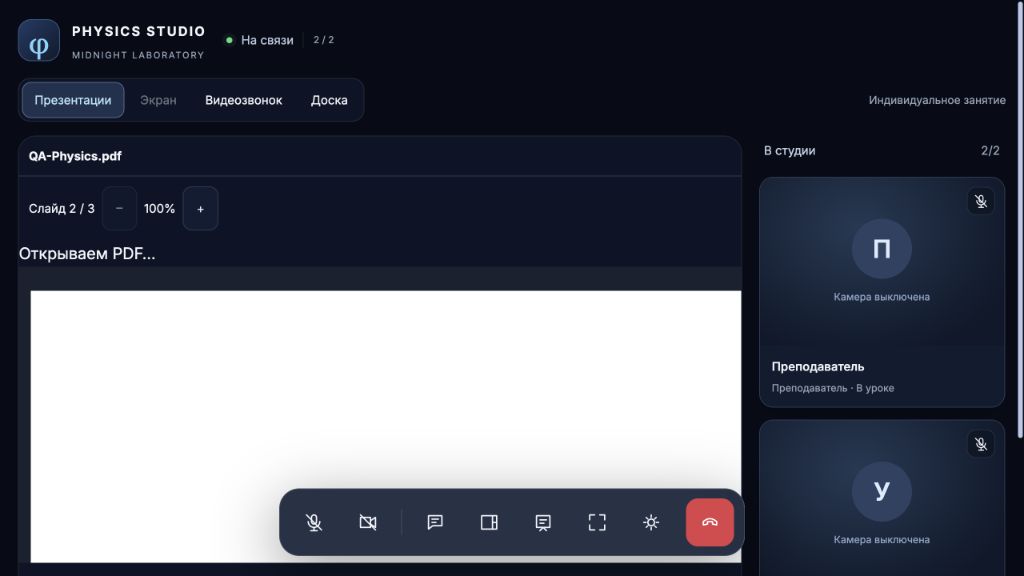 φ
PHYSICS STUDIO
MIDNIGHT LABORATORY
На связи
2 / 2
Презентации
Экран
Видеозвонок
Доска
Индивидуальное занятие
QA-Physics.pdf
Слайд 2 / 3
−
100%
+
Открываем PDF...
В студии
2/2
П
Камера выключена
Преподаватель
Преподаватель · В уроке
У
Камера выключена